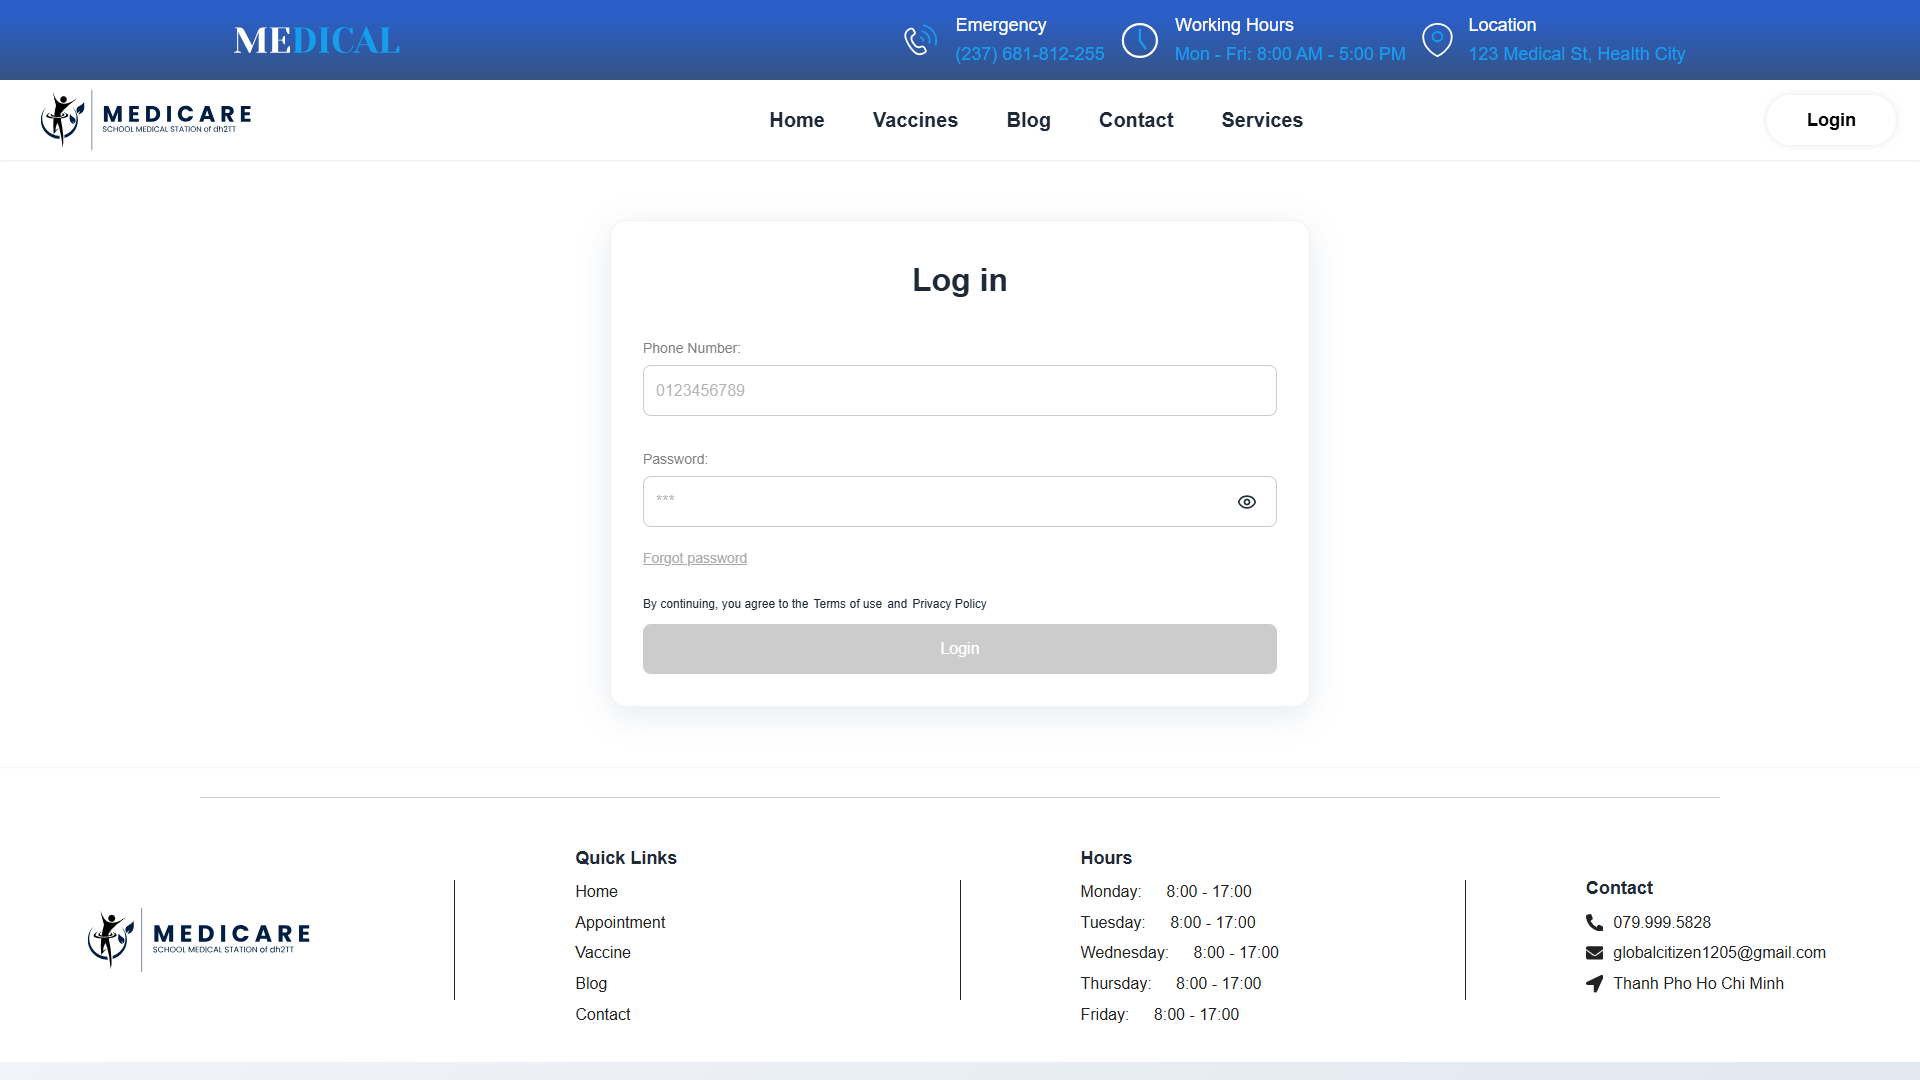 MEDICAL
Emergency
(237) 681-812-255
Working Hours
Mon - Fri: 8:00 AM - 5:00 PM
Location
123 Medical St, Health City
MEDICARE
SCHOOL MEDICAL STATION of dh2TT
Home
Vaccines
Blog
Contact
Services
Login
Log in
Phone Number:
0123456789
Password:
***
Forgot password
By continuing, you agree to the Terms of use and Privacy Policy
Login
MEDICARE
SCHOOL MEDICAL STATION of dh2TT
Quick Links
Home
Appointment
Vaccine
Blog
Contact
Hours
Monday: 8:00 - 17:00
Tuesday: 8:00 - 17:00
Wednesday: 8:00 - 17:00
Thursday: 8:00 - 17:00
Friday: 8:00 - 17:00
Contact
079.999.5828
globalcitizen1205@gmail.com
Thanh Pho Ho Chi Minh